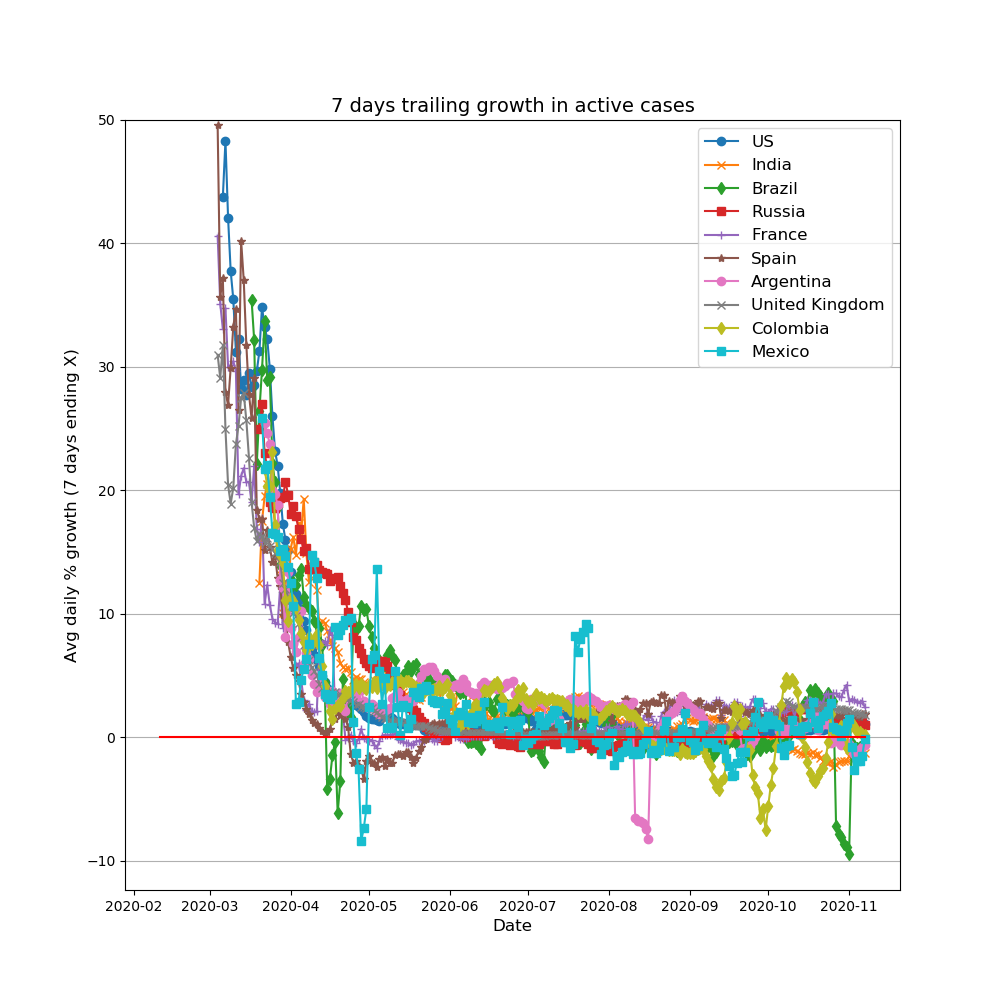 7 days trailing growth in active cases
50
40
30
20
10
0
−10
Avg daily % growth (7 days ending X)
US
India
Brazil
Russia
France
Spain
Argentina
United Kingdom
Colombia
Mexico
2020-02 2020-03 2020-04 2020-05 2020-06 2020-07 2020-08 2020-09 2020-10 2020-11
Date